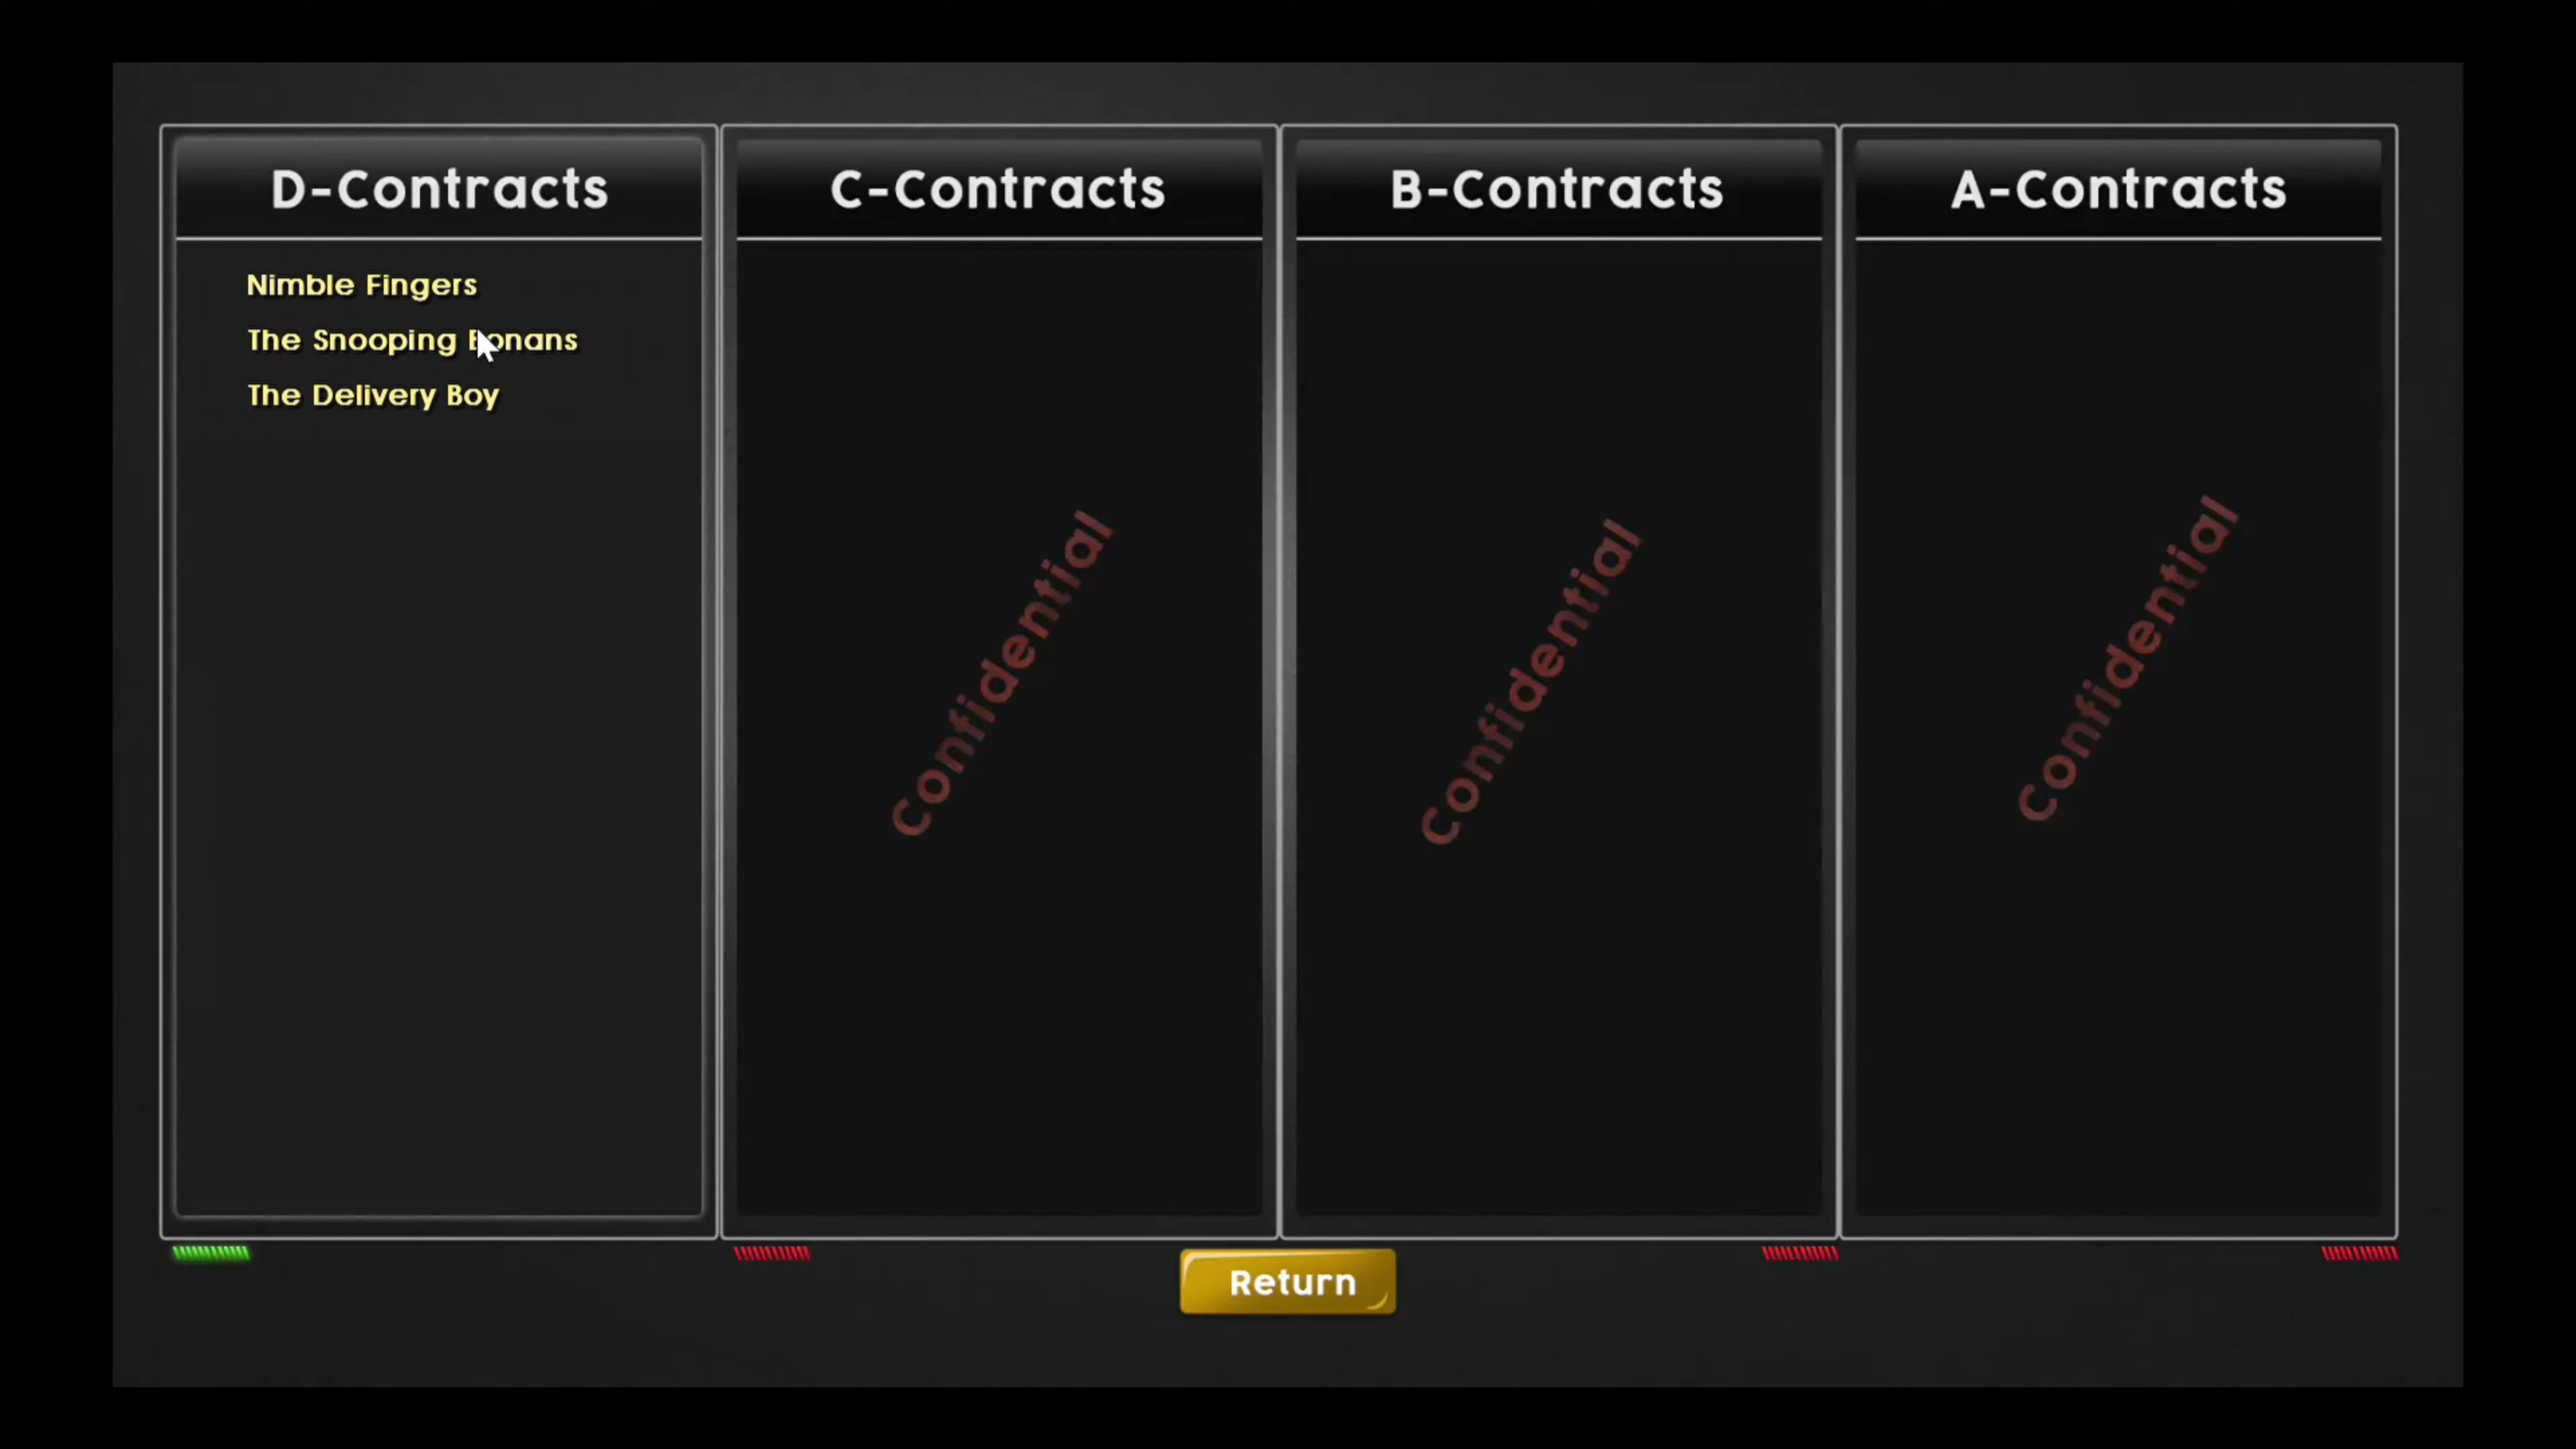 D-Contracts
Nimble Fingers
The Snooping
The Delivery Boy
C-Contracts
Confidential
B-Contracts
Confidential
A-Contracts
Confidential
Return